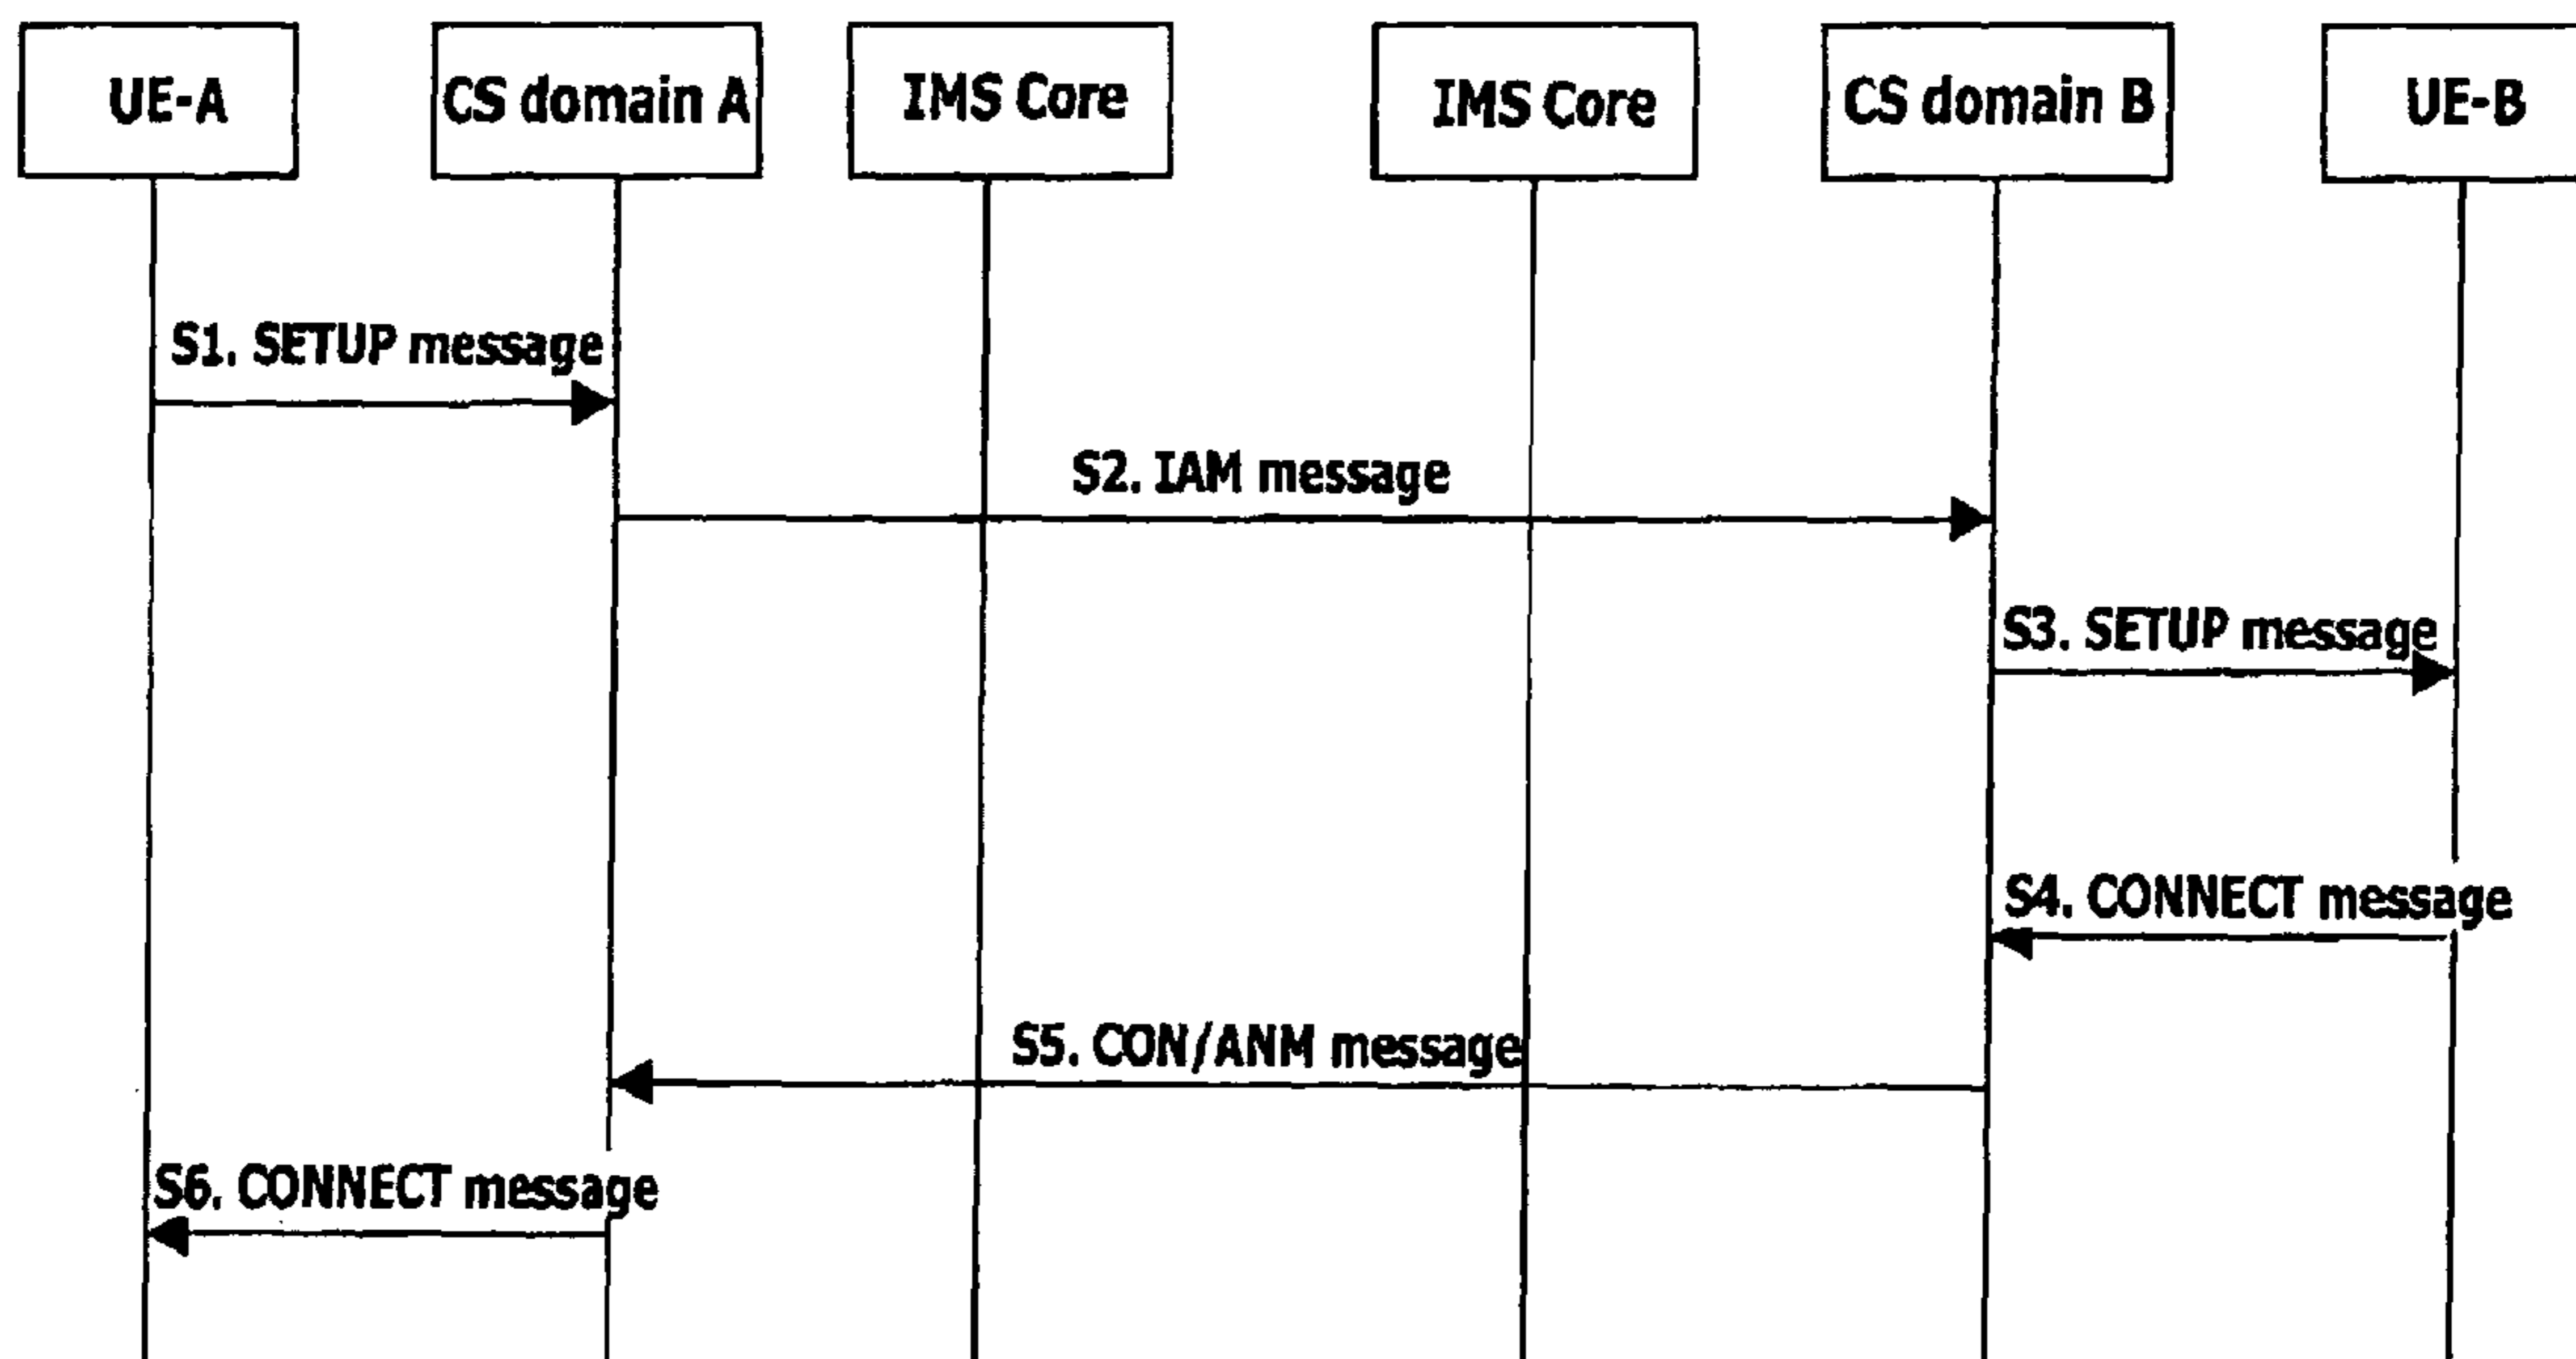 UE-A
CS domain A
IMS Core
IMS Core
CS domain B
UE-B
S1. SETUP message
S2. IAM message
S3. SETUP message
S4. CONNECT message
S5. CON/ANM message
S6. CONNECT message